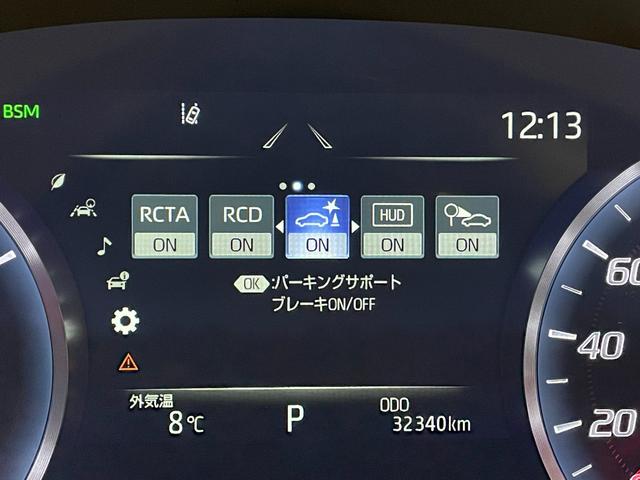 BSM
12:13
RCTA
RCD
HUD
ON
ON
ON
ON
ON
OK:パーキングサポート
ブレーキON/OFF
60
40
20
外気温
8℃
P
ODO
32340km